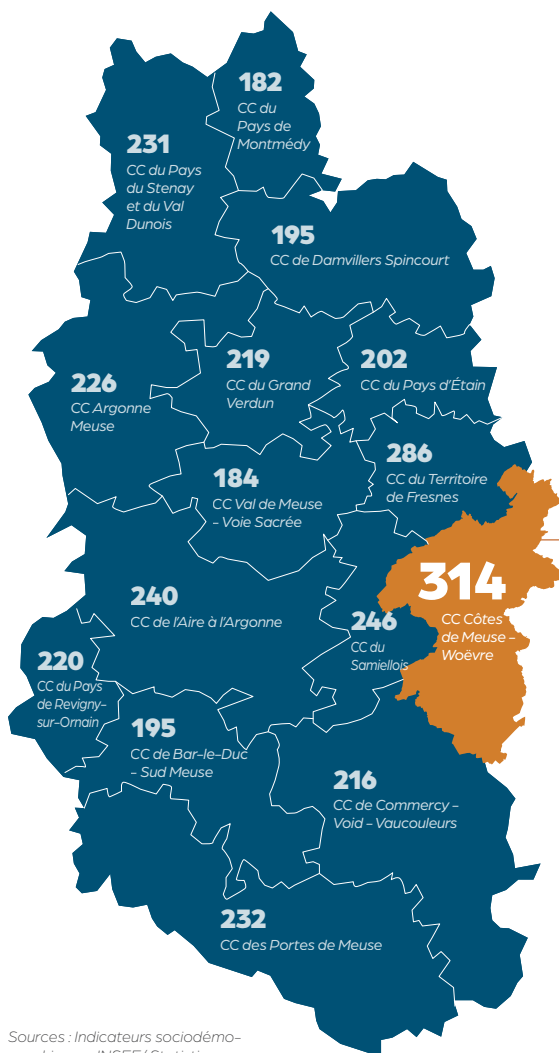 182
CC du
Pays de
Montmédy
231
CC du Pays
du Stenay
et du Val
Dunois
195
CC de Damvillers Spincourt
219
CC du Grand
Verdun
202
CC du Pays d'Étain
226
CC Argonne
Meuse
286
CC du Territoire
de Fresnes
184
CC Val de Meuse
- Voie Sacrée
314
CC Côtes
de Meuse -
Woëvre
240
CC de l'Aire à l'Argonne
246
CC du
Samiellois
220
CC du Pays
de Revigny-
sur-Ornain
195
CC de Bar-le-Duc
- Sud Meuse
216
CC de Commercy -
Void - Vaucouleurs
232
CC des Portes de Meuse
Sources : Indicateurs sociodémo-